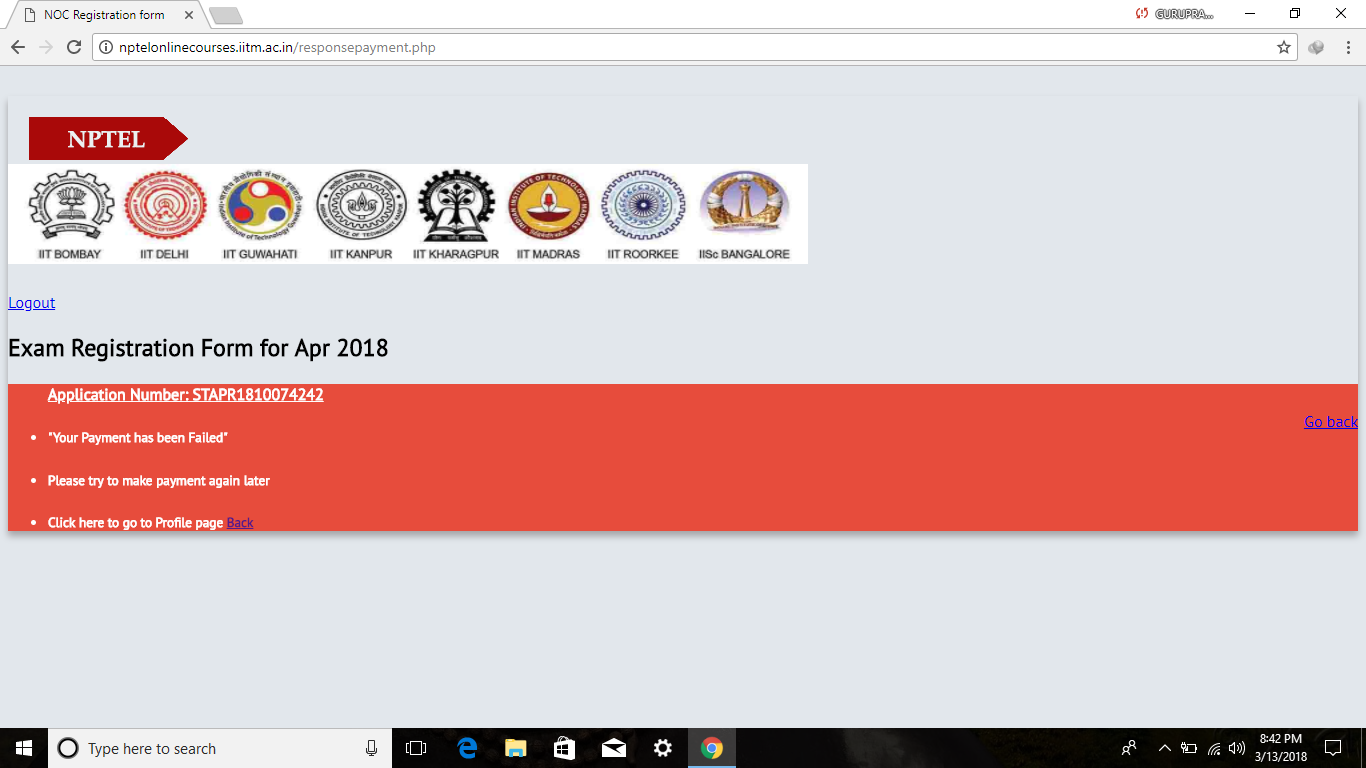 NOC Registration form
GURUPRA...
nptelonlinecourses.iitm.ac.in/responsepayment.php
NPTEL
IIT BOMBAY IIT DELHI IIT GUWAHATI IIT KANPUR IIT KHARAGPUR IIT MADRAS IIT ROORKEE IISc BANGALORE
Logout
Exam Registration Form for Apr 2018
Application Number: STAPR1810074242
Go back
"Your Payment has been Failed"
Please try to make payment again later
Click here to go to Profile page Back
Type here to search
8:42 PM
3/13/2018